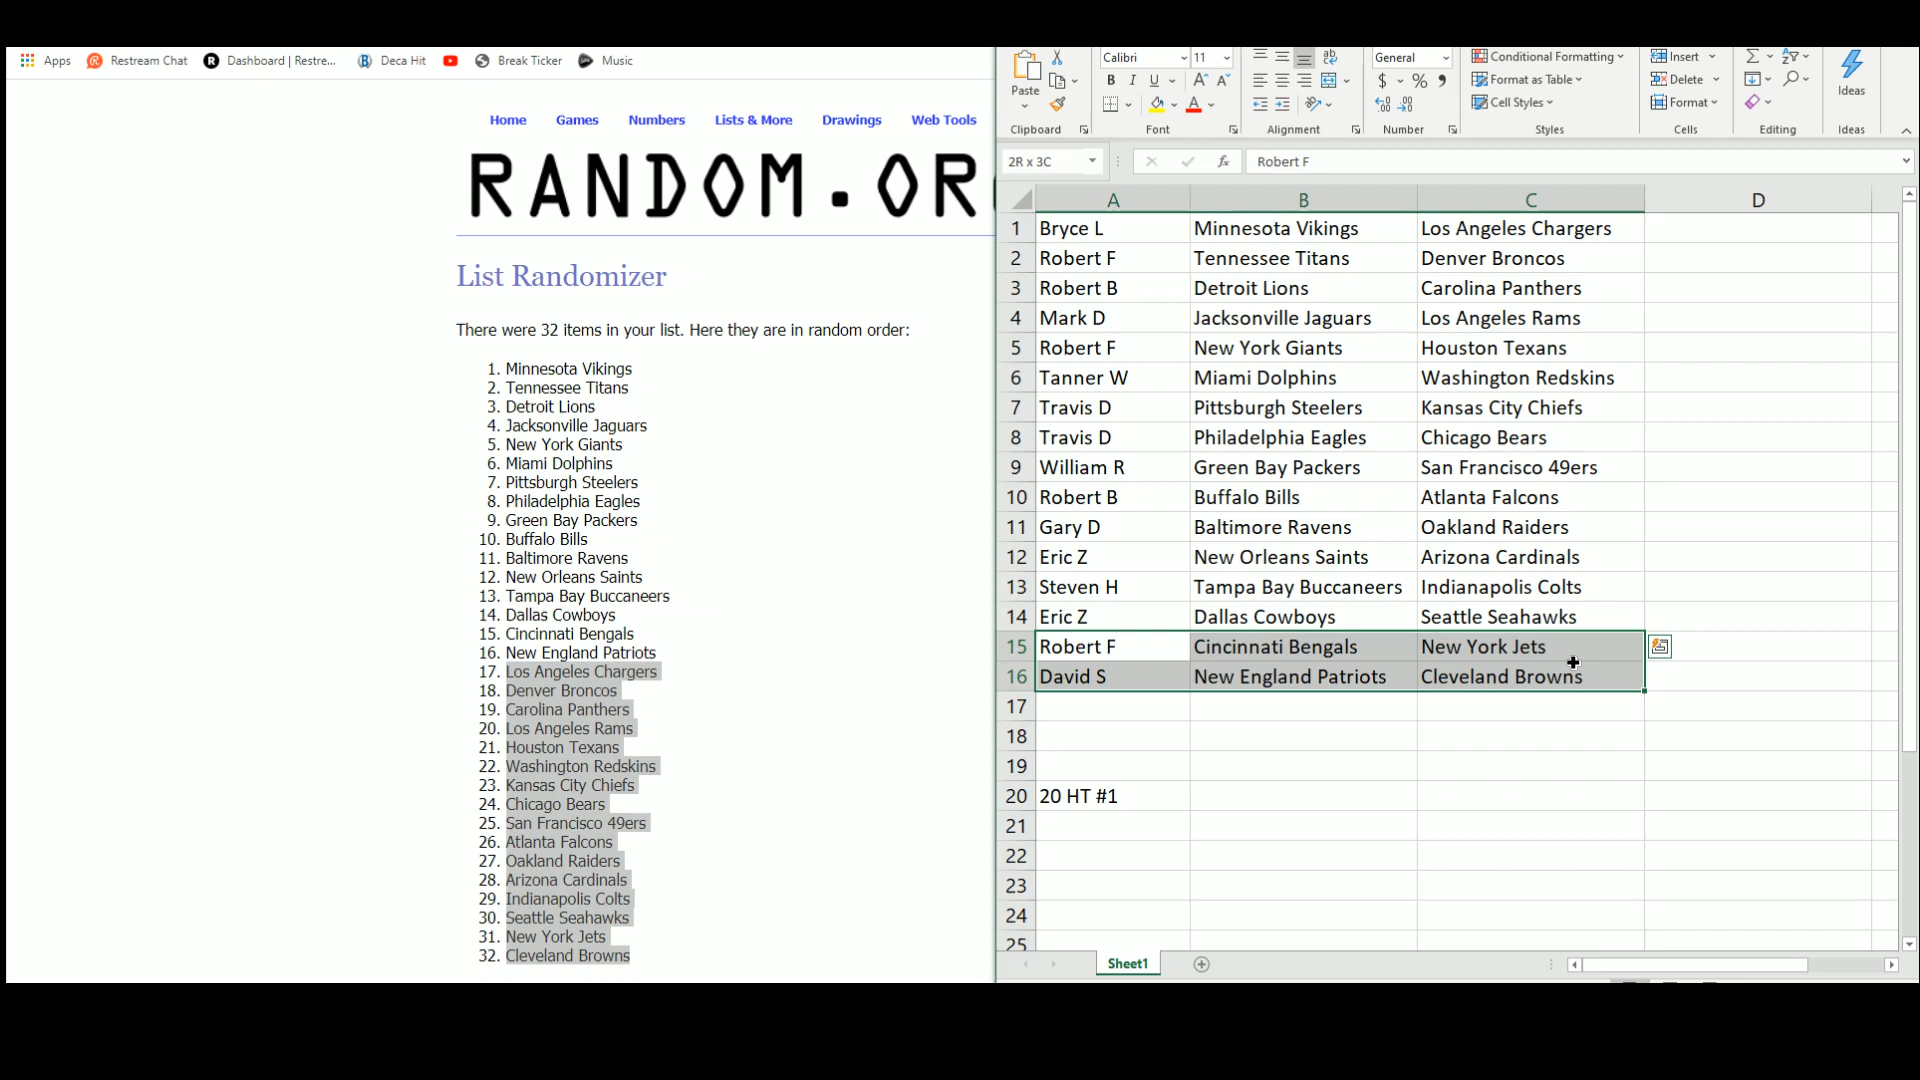 Apps Restream Chat Dashboard | Restre... Deca Hit Break Ticker Music
Home Games Numbers Lists & More Drawings Web Tools
RANDOM.OR
List Randomizer
There were 32 items in your list. Here they are in random order:
1. Minnesota Vikings
2. Tennessee Titans
3. Detroit Lions
4. Jacksonville Jaguars
5. New York Giants
6. Miami Dolphins
7. Pittsburgh Steelers
8. Philadelphia Eagles
9. Green Bay Packers
10. Buffalo Bills
11. Baltimore Ravens
12. New Orleans Saints
13. Tampa Bay Buccaneers
14. Dallas Cowboys
15. Cincinnati Bengals
16. New England Patriots
17. Los Angeles Chargers
18. Denver Broncos
19. Carolina Panthers
20. Los Angeles Rams
21. Houston Texans
22. Washington Redskins
23. Kansas City Chiefs
24. Chicago Bears
25. San Francisco 49ers
26. Atlanta Falcons
27. Oakland Raiders
28. Arizona Cardinals
29. Indianapolis Colts
30. Seattle Seahawks
31. New York Jets
32. Cleveland Browns
Calibri 11 General Conditional Formatting Insert
Paste B I U $ % Format as Table Delete Ideas
Cell Styles Format
Clipboard Font Alignment Number Styles Cells Editing Ideas
2R x 3C fx Robert F
A B C D
1 Bryce L Minnesota Vikings Los Angeles Chargers
2 Robert F Tennessee Titans Denver Broncos
3 Robert B Detroit Lions Carolina Panthers
4 Mark D Jacksonville Jaguars Los Angeles Rams
5 Robert F New York Giants Houston Texans
6 Tanner W Miami Dolphins Washington Redskins
7 Travis D Pittsburgh Steelers Kansas City Chiefs
8 Travis D Philadelphia Eagles Chicago Bears
9 William R Green Bay Packers San Francisco 49ers
10 Robert B Buffalo Bills Atlanta Falcons
11 Gary D Baltimore Ravens Oakland Raiders
12 Eric Z New Orleans Saints Arizona Cardinals
13 Steven H Tampa Bay Buccaneers Indianapolis Colts
14 Eric Z Dallas Cowboys Seattle Seahawks
15 Robert F Cincinnati Bengals New York Jets
16 David S New England Patriots Cleveland Browns
17
18
19
20 20 HT #1
21
22
23
24
25
Sheet1